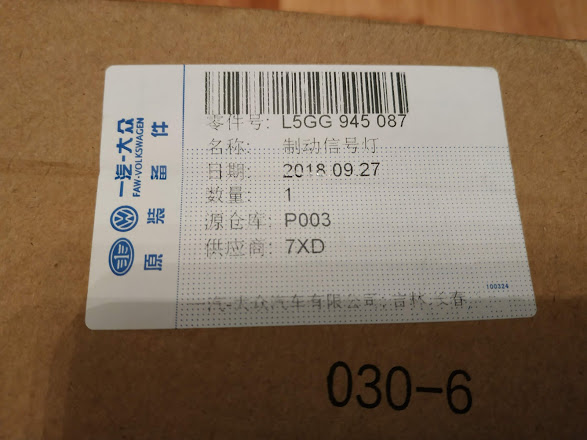 一汽-大众
FAW-VOLKSWAGEN
原装备件
零件号: L5GG 945 087
名称: 制动信号灯
日期: 2018.09.27
数量: 1
源仓库: P003
供应商: 7XD
100324
一汽-大众汽车有限公司, 吉林,长春,
030-6